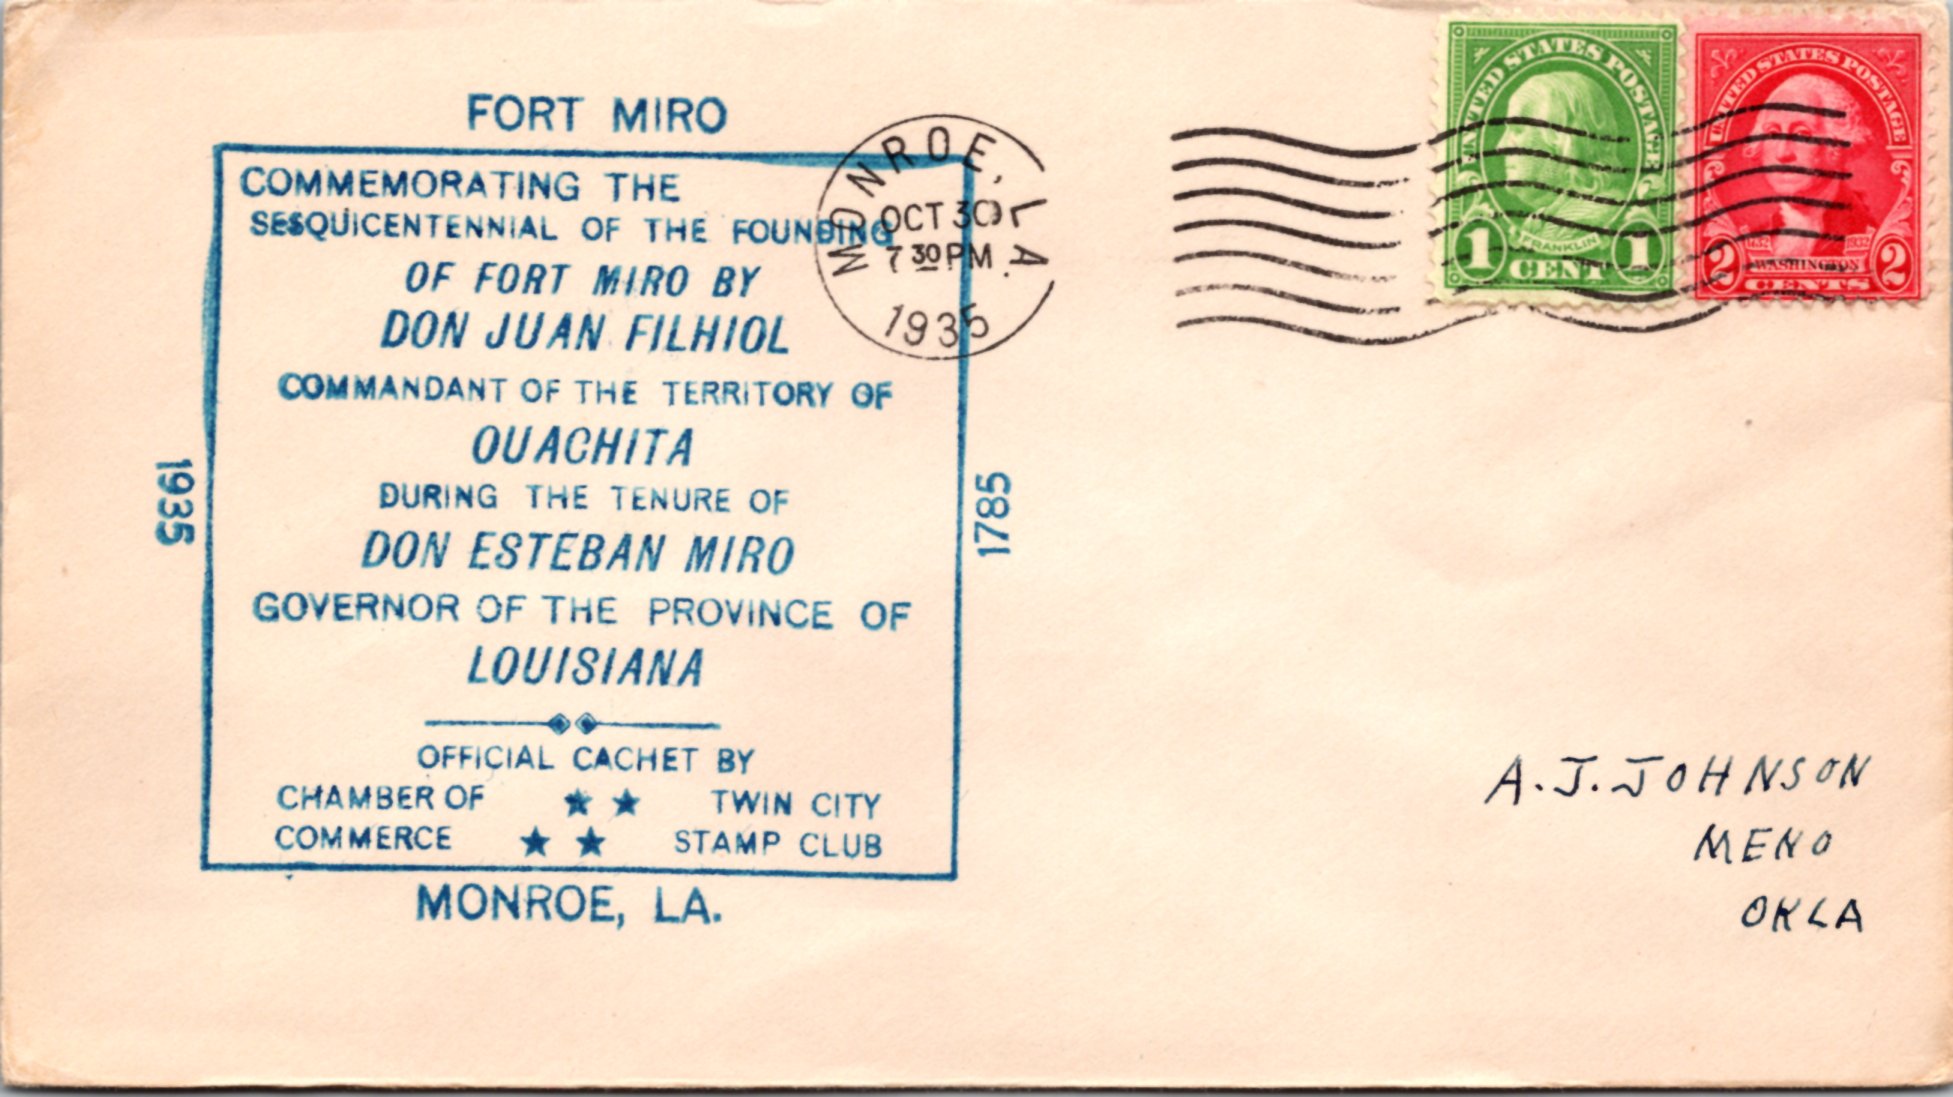 FORT MIRO
COMMEMORATING THE
SESQUICENTENNIAL OF THE FOUNDING
OF FORT MIRO BY
DON JUAN FILHIOL
COMMANDANT OF THE TERRITORY OF
OUACHITA
DURING THE TENURE OF
DON ESTEBAN MIRO
GOVERNOR OF THE PROVINCE OF
LOUISIANA
OFFICIAL CACHET BY
CHAMBER OF ★ ★ TWIN CITY
COMMERCE ★ ★ STAMP CLUB
MONROE, LA.
1935
1785
MONROE, LA.
OCT 30
7 30 PM
1935
UNITED STATES POSTAGE
FRANKLIN
1 CENT 1
UNITED STATES POSTAGE
1732 1932
WASHINGTON
2 CENTS 2
A. J. JOHNSON
MENO
OKLA